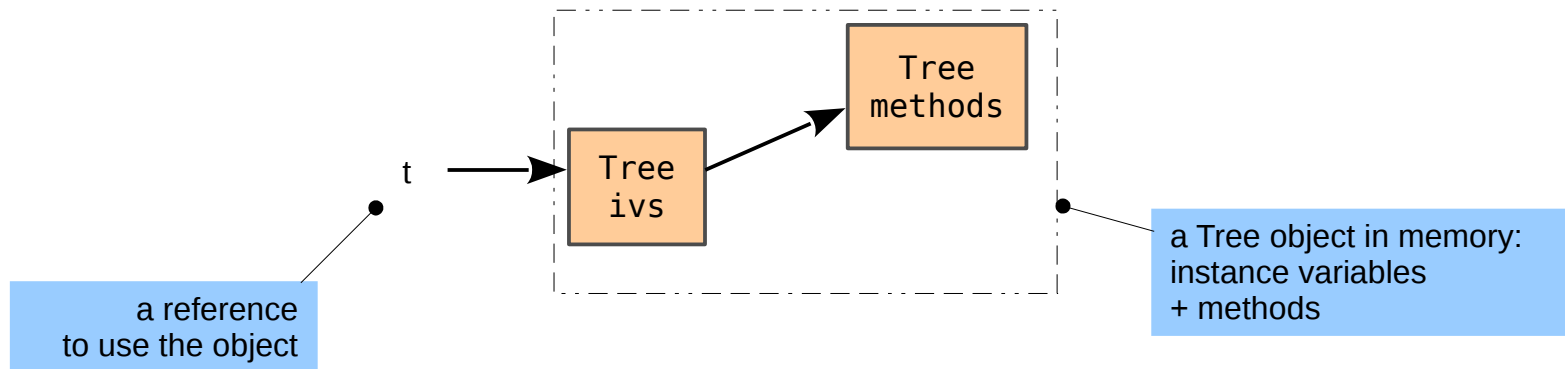 Tree
methods
t
Tree
ivs
a Tree object in memory:
instance variables
+ methods
a reference
to use the object